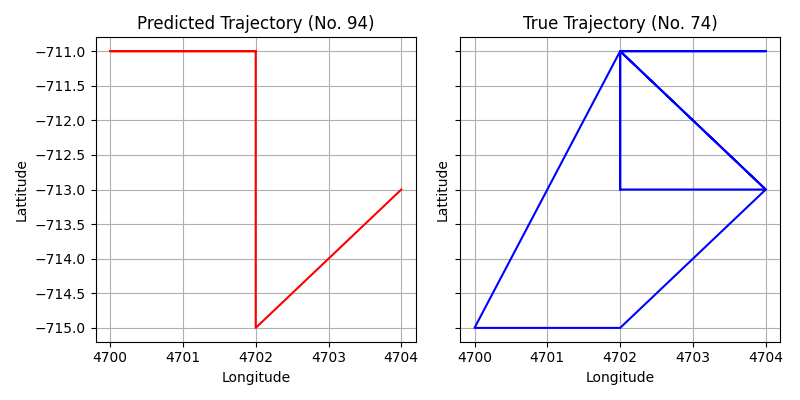 Predicted Trajectory (No. 94)
True Trajectory (No. 74)
−711.0
−711.5
−712.0
−712.5
−713.0
−713.5
−714.0
−714.5
−715.0
Lattitude
Lattitude
4700 4701 4702 4703 4704
4700 4701 4702 4703 4704
Longitude
Longitude